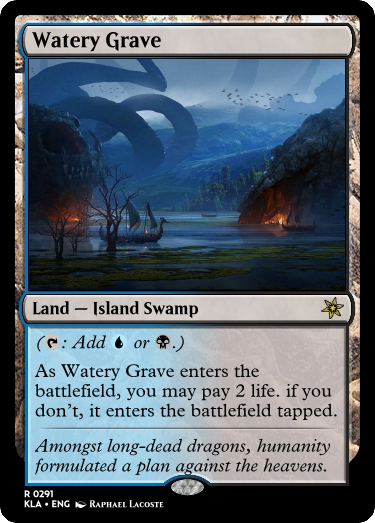 Watery Grave
Land — Island Swamp
(: Add or .)
As Watery Grave enters the
battlefield, you may pay 2 life. if you
don't, it enters the battlefield tapped.
Amongst long-dead dragons, humanity
formulated a plan against the heavens.
R 0291
KLA • ENG Raphael Lacoste